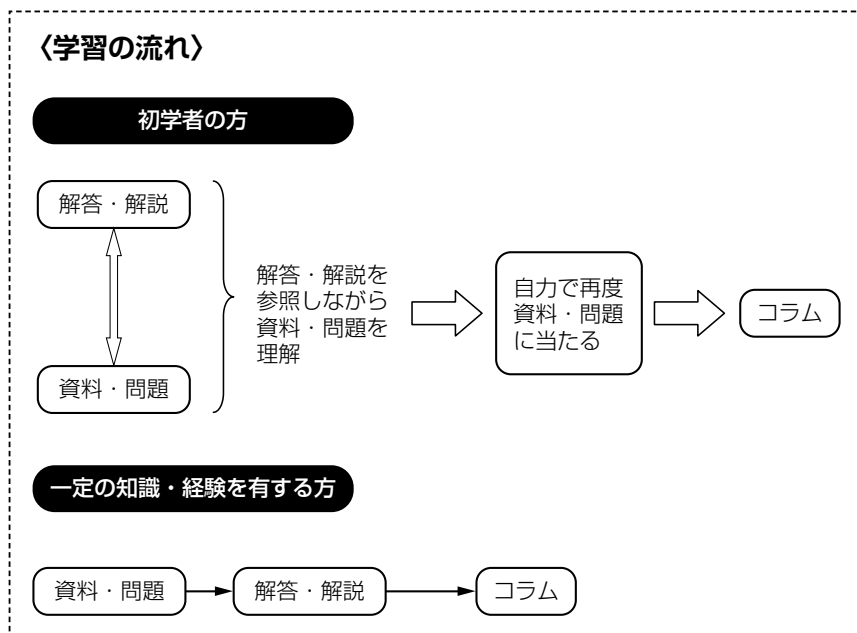 〈学習の流れ〉
初学者の方
解答・解説
資料・問題
解答・解説を
参照しながら
資料・問題を
理解
自力で再度
資料・問題
に当たる
コラム
一定の知識・経験を有する方
資料・問題
解答・解説
コラム